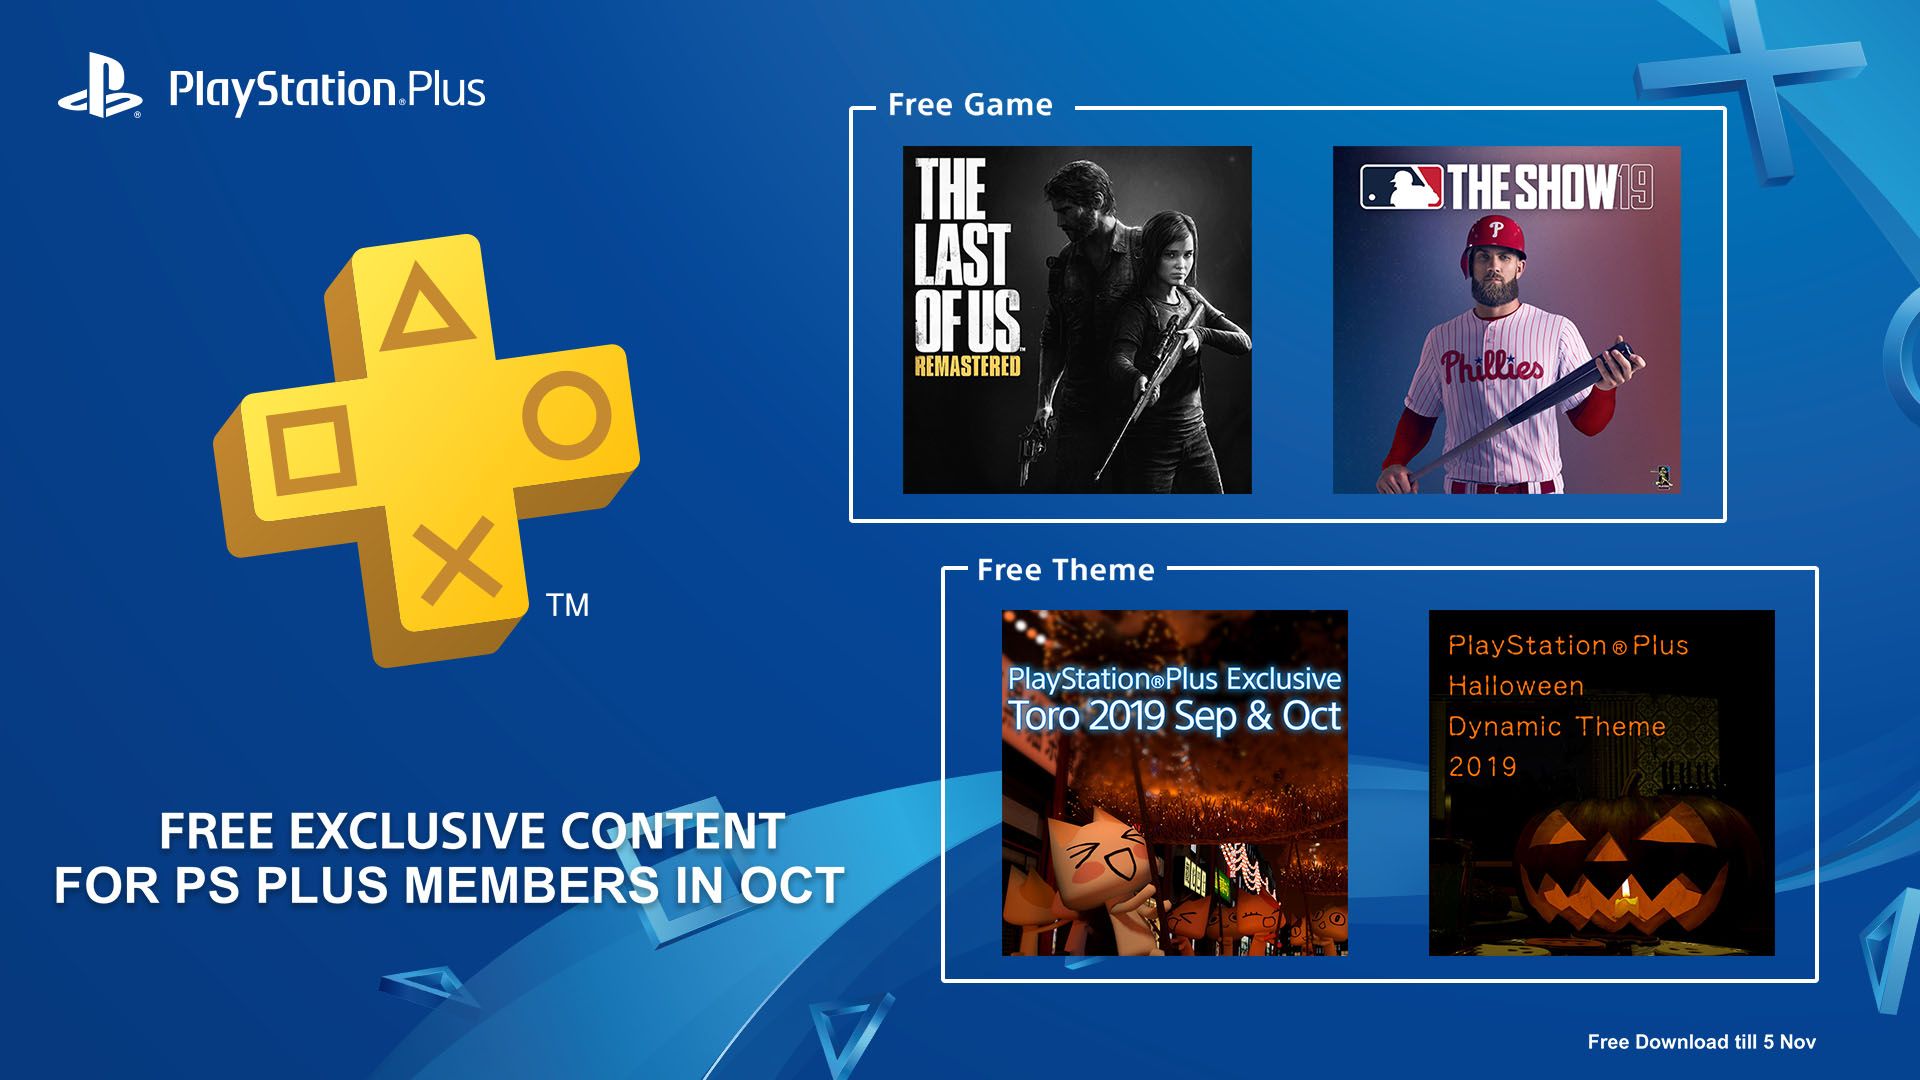 PlayStation®Plus
TM
FREE EXCLUSIVE CONTENT
FOR PS PLUS MEMBERS IN OCT
Free Game
THE
LAST
OF US
REMASTERED
THE SHOW 19
P
Phillies
Free Theme
PlayStation®Plus Exclusive
Toro 2019 Sep & Oct
PlayStation®Plus
Halloween
Dynamic Theme
2019
Free Download till 5 Nov